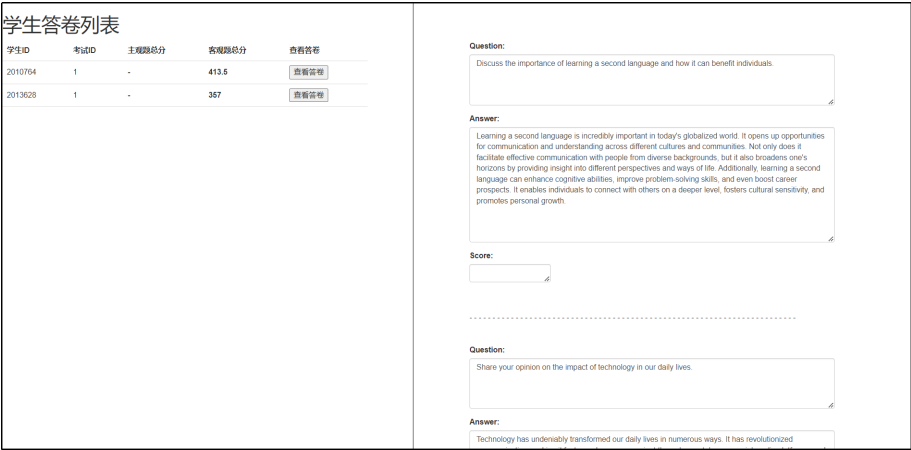 学生答卷列表
学生ID 考试ID 主观题总分 客观题总分 查看答卷
2010764 1 - 413.5 查看答卷
2013628 1 - 357 查看答卷
Question:
Discuss the importance of learning a second language and how it can benefit individuals.
Answer:
Learning a second language is incredibly important in today's globalized world. It opens up opportunities
for communication and understanding across different cultures and communities. Not only does it
facilitate effective communication with people from diverse backgrounds, but it also broadens one's
horizons by providing insight into different perspectives and ways of life. Additionally, learning a second
language can enhance cognitive abilities, improve problem-solving skills, and even boost career
prospects. It enables individuals to connect with others on a deeper level, fosters cultural sensitivity, and
promotes personal growth.
Score:
- - - - - - - - - - - - - - - - - - - - - - - - - - - - - - - - - - - - - - - - - - - - - - - - - - - - - - - - - - - - -
Question:
Share your opinion on the impact of technology in our daily lives.
Answer:
Technology has undeniably transformed our daily lives in numerous ways. It has revolutionized